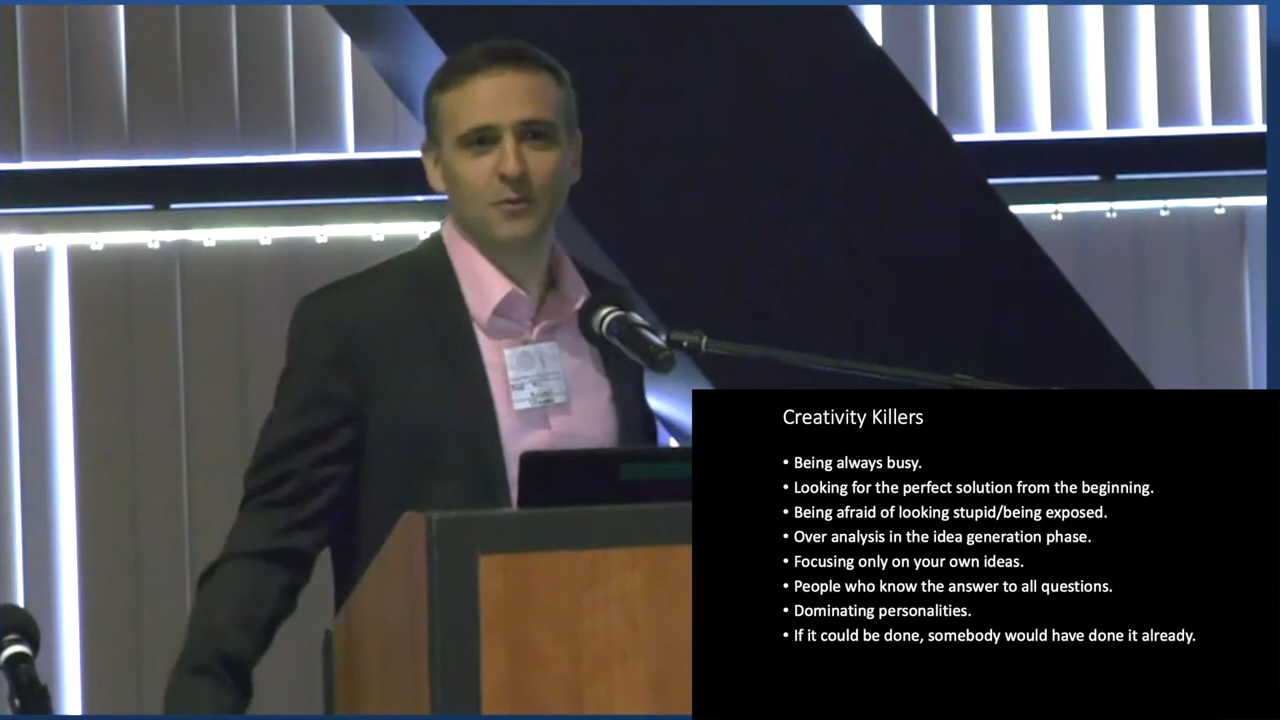 Creativity Killers
• Being always busy.
• Looking for the perfect solution from the beginning.
• Being afraid of looking stupid/being exposed.
• Over analysis in the idea generation phase.
• Focusing only on your own ideas.
• People who know the answer to all questions.
• Dominating personalities.
• If it could be done, somebody would have done it already.